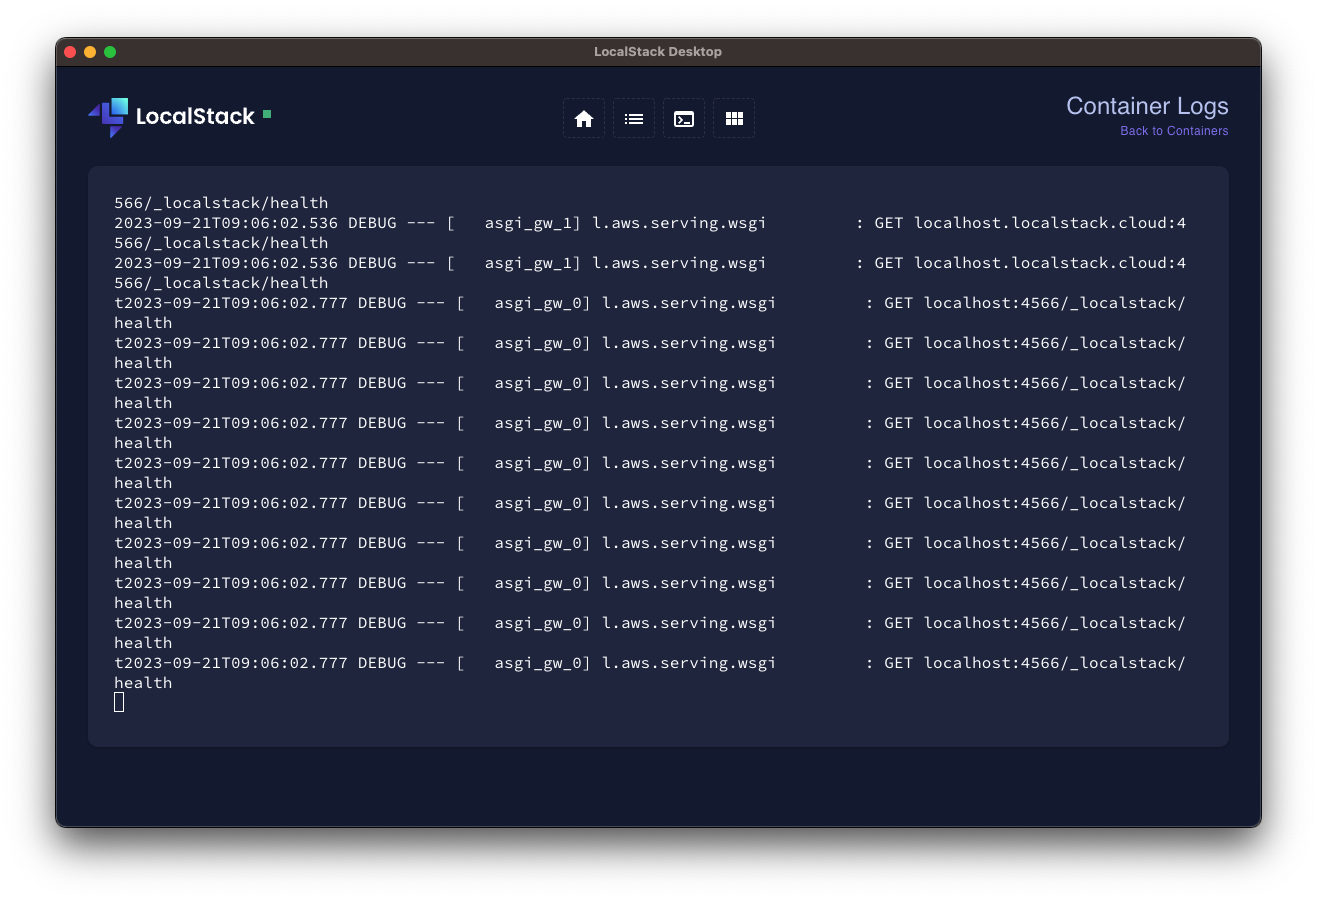 LocalStack Desktop
LocalStack
Container Logs
Back to Containers
566/_localstack/health
2023-09-21T09:06:02.536 DEBUG --- [   asgi_gw_1] l.aws.serving.wsgi         : GET localhost.localstack.cloud:4
566/_localstack/health
2023-09-21T09:06:02.536 DEBUG --- [   asgi_gw_1] l.aws.serving.wsgi         : GET localhost.localstack.cloud:4
566/_localstack/health
t2023-09-21T09:06:02.777 DEBUG --- [   asgi_gw_0] l.aws.serving.wsgi         : GET localhost:4566/_localstack/
health
t2023-09-21T09:06:02.777 DEBUG --- [   asgi_gw_0] l.aws.serving.wsgi         : GET localhost:4566/_localstack/
health
t2023-09-21T09:06:02.777 DEBUG --- [   asgi_gw_0] l.aws.serving.wsgi         : GET localhost:4566/_localstack/
health
t2023-09-21T09:06:02.777 DEBUG --- [   asgi_gw_0] l.aws.serving.wsgi         : GET localhost:4566/_localstack/
health
t2023-09-21T09:06:02.777 DEBUG --- [   asgi_gw_0] l.aws.serving.wsgi         : GET localhost:4566/_localstack/
health
t2023-09-21T09:06:02.777 DEBUG --- [   asgi_gw_0] l.aws.serving.wsgi         : GET localhost:4566/_localstack/
health
t2023-09-21T09:06:02.777 DEBUG --- [   asgi_gw_0] l.aws.serving.wsgi         : GET localhost:4566/_localstack/
health
t2023-09-21T09:06:02.777 DEBUG --- [   asgi_gw_0] l.aws.serving.wsgi         : GET localhost:4566/_localstack/
health
t2023-09-21T09:06:02.777 DEBUG --- [   asgi_gw_0] l.aws.serving.wsgi         : GET localhost:4566/_localstack/
health
t2023-09-21T09:06:02.777 DEBUG --- [   asgi_gw_0] l.aws.serving.wsgi         : GET localhost:4566/_localstack/
health